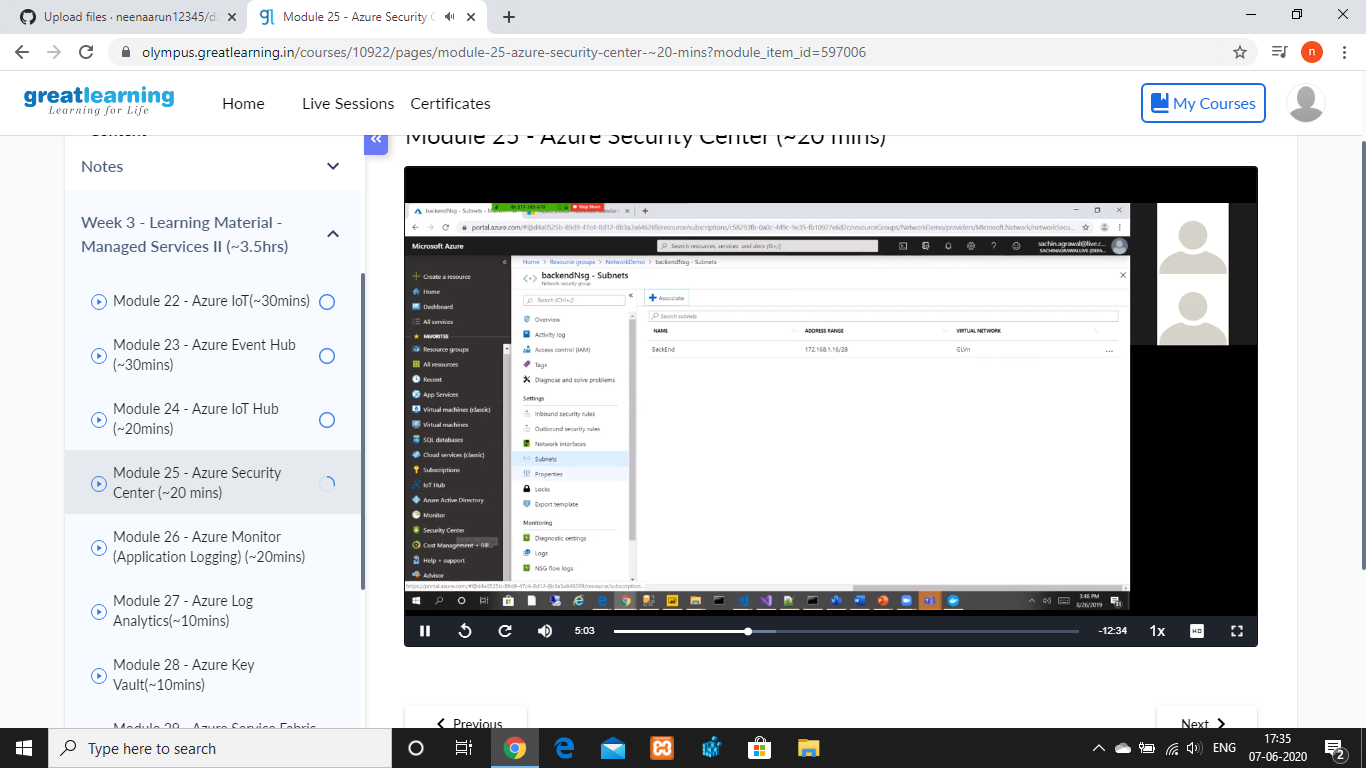 Upload files · neenaarun12345/da
Module 25 - Azure Security C
olympus.greatlearning.in/courses/10922/pages/module-25-azure-security-center-~20-mins?module_item_id=597006
n
greatlearning
Learning for Life
Home
Live Sessions
Certificates
My Courses
Content
Notes
Week 3 - Learning Material -
Managed Services II (~3.5hrs)
Module 22 - Azure IoT(~30mins)
Module 23 - Azure Event Hub
(~30mins)
Module 24 - Azure IoT Hub
(~20mins)
Module 25 - Azure Security
Center (~20 mins)
Module 26 - Azure Monitor
(Application Logging) (~20mins)
Module 27 - Azure Log
Analytics(~10mins)
Module 28 - Azure Key
Vault(~10mins)
Module 29 - Azure Service Fabric
Module 25 - Azure Security Center (~20 mins)
backendNsg - Subnets
Stop Share
Microsoft Azure
Search resources, services, and docs (G+/)
sachin.agrawal@live.c...
Create a resource
Home
Dashboard
All services
FAVORITES
Resource groups
All resources
Recent
App Services
Virtual machines (classic)
Virtual machines
SQL databases
Cloud services (classic)
Subscriptions
IoT Hub
Azure Active Directory
Monitor
Security Center
Cost Management + Bill...
Help + support
Advisor
Home > Resource groups > NetworkDemo > backendNsg - Subnets
backendNsg - Subnets
Network security group
Search (Ctrl+/)
Overview
Activity log
Access control (IAM)
Tags
Diagnose and solve problems
Settings
Inbound security rules
Outbound security rules
Network interfaces
Subnets
Properties
Locks
Export template
Monitoring
Diagnostic settings
Logs
NSG flow logs
Associate
Search subnets
NAME ADDRESS RANGE VIRTUAL NETWORK
BackEnd 172.168.1.16/28 GLVn
3:48 PM
8/26/2019
5:03
-12:34
1x
HD
Previous
Next
Type here to search
ENG
17:35
07-06-2020
2